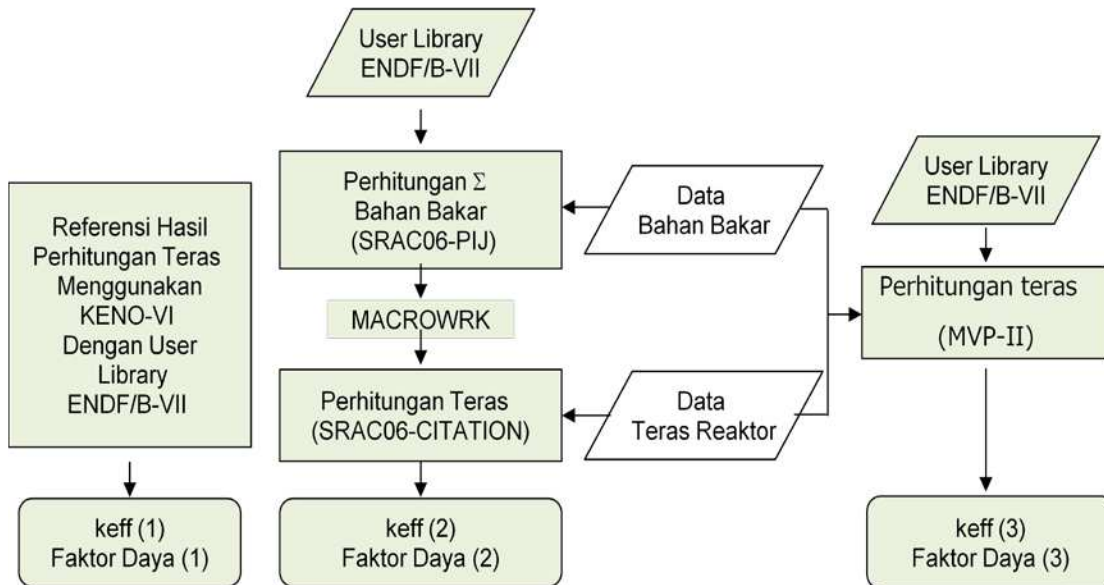 Referensi Hasil
Perhitungan Teras
Menggunakan
KENO-VI
Dengan User
Library
ENDF/B-VII
keff (1)
Faktor Daya (1)
User Library
ENDF/B-VII
Perhitungan Σ
Bahan Bakar
(SRAC06-PIJ)
MACROWRK
Perhitungan Teras
(SRAC06-CITATION)
keff (2)
Faktor Daya (2)
Data
Bahan Bakar
Data
Teras Reaktor
User Library
ENDF/B-VII
Perhitungan teras
(MVP-II)
keff (3)
Faktor Daya (3)